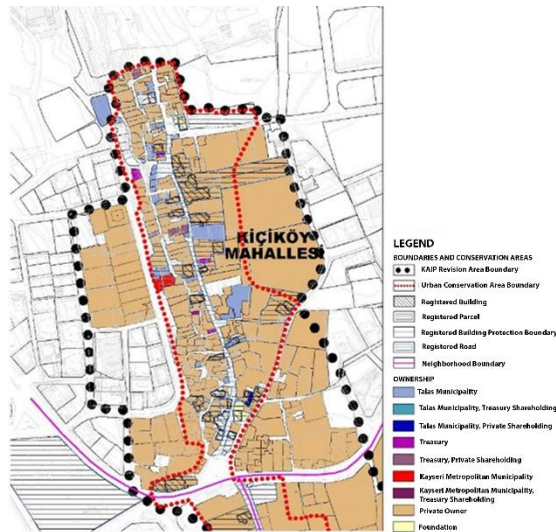 KİÇİKÖY
MAHALLESİ
LEGEND
BOUNDARIES AND CONSERVATION AREAS
KAIP Revision Area Boundary
Urban Conservation Area Boundary
Registered Building
Registered Parcel
Registered Building Protection Boundary
Registered Road
Neighborhood Boundary
OWNERSHIP
Talas Municipality
Talas Municipality, Treasury Shareholding
Talas Municipality, Private Shareholding
Treasury
Treasury, Private Shareholding
Kayseri Metropolitan Municipality
Kayseri Metropolitan Municipality,
Treasury Shareholding
Private Owner
Foundation